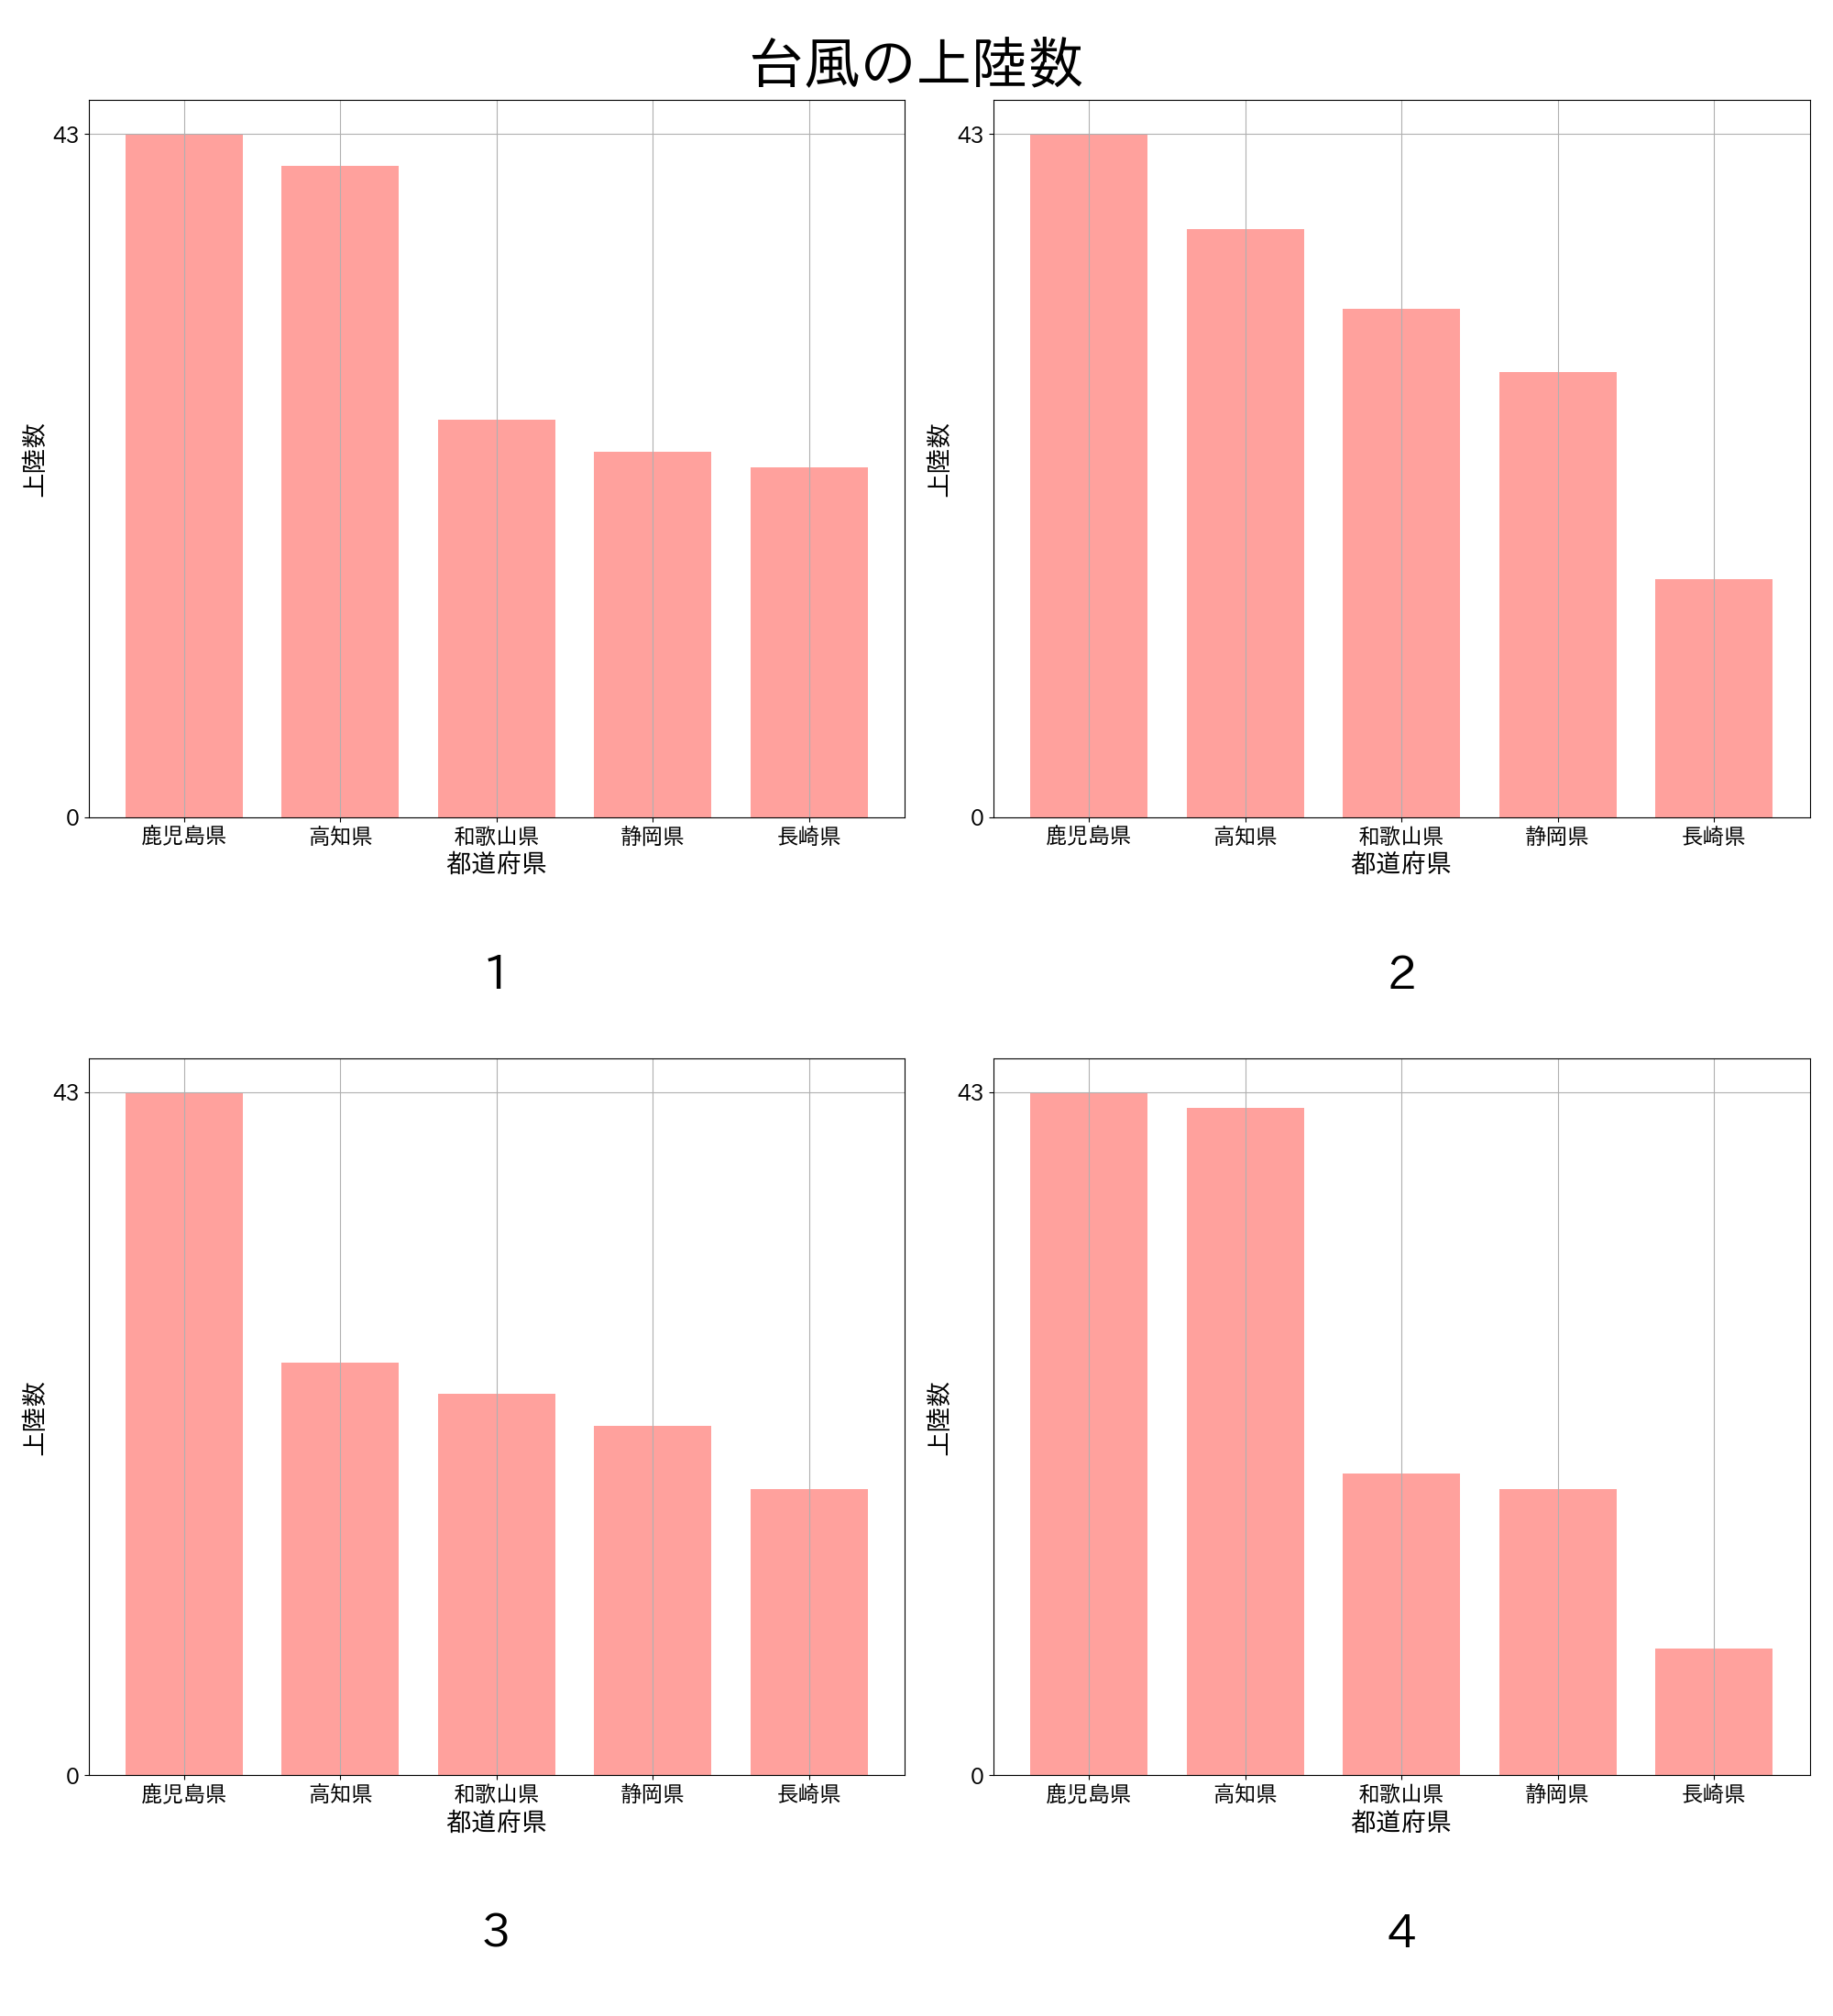 台風の上陸数
43
0
上陸数
鹿児島県 高知県 和歌山県 静岡県 長崎県
都道府県
1
43
0
上陸数
鹿児島県 高知県 和歌山県 静岡県 長崎県
都道府県
2
43
0
上陸数
鹿児島県 高知県 和歌山県 静岡県 長崎県
都道府県
3
43
0
上陸数
鹿児島県 高知県 和歌山県 静岡県 長崎県
都道府県
4